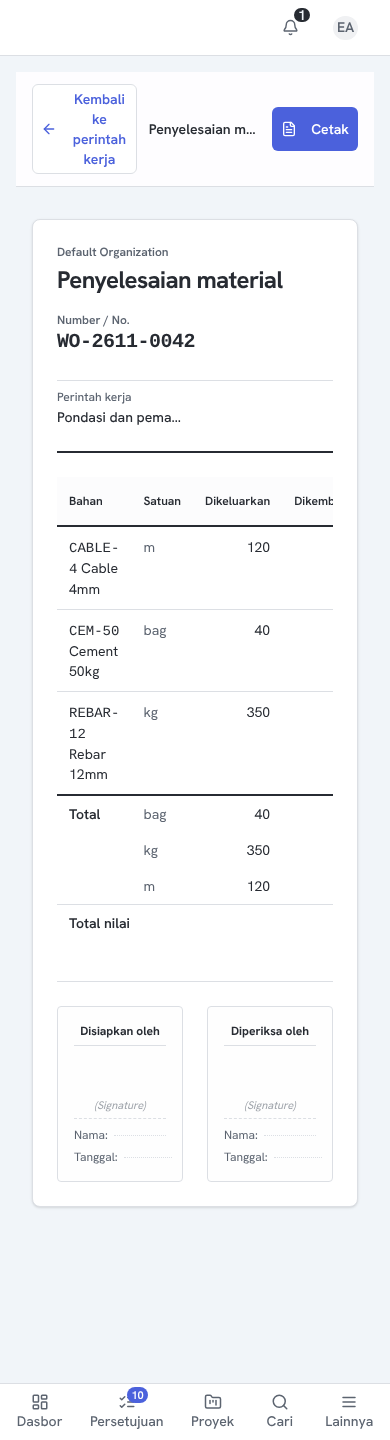 1
EA
Kembali
ke
perintah
kerja
Penyelesaian m...
Cetak
Default Organization
Penyelesaian material
Number / No.
WO-2611-0042
Perintah kerja
Pondasi dan pema...
Bahan Satuan Dikeluarkan Dikemb
CABLE- m 120
4 Cable
4mm
CEM-50 bag 40
Cement
50kg
REBAR- kg 350
12
Rebar
12mm
Total bag 40
kg 350
m 120
Total nilai
Disiapkan oleh Diperiksa oleh
(Signature) (Signature)
Nama: Nama:
Tanggal: Tanggal:
10
Dasbor Persetujuan Proyek Cari Lainnya